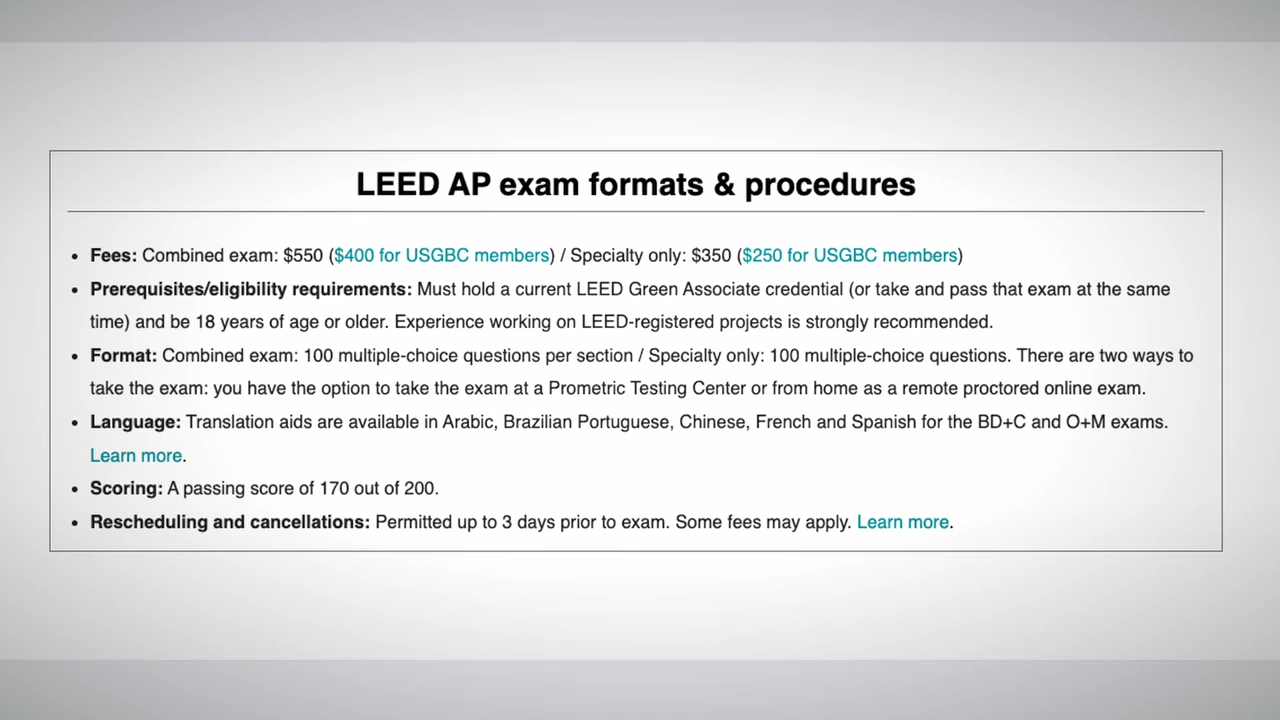 LEED AP exam formats & procedures
• Fees: Combined exam: $550 ($400 for USGBC members) / Specialty only: $350 ($250 for USGBC members)
• Prerequisites/eligibility requirements: Must hold a current LEED Green Associate credential (or take and pass that exam at the same
time) and be 18 years of age or older. Experience working on LEED-registered projects is strongly recommended.
• Format: Combined exam: 100 multiple-choice questions per section / Specialty only: 100 multiple-choice questions. There are two ways to
take the exam: you have the option to take the exam at a Prometric Testing Center or from home as a remote proctored online exam.
• Language: Translation aids are available in Arabic, Brazilian Portuguese, Chinese, French and Spanish for the BD+C and O+M exams.
Learn more.
• Scoring: A passing score of 170 out of 200.
• Rescheduling and cancellations: Permitted up to 3 days prior to exam. Some fees may apply. Learn more.